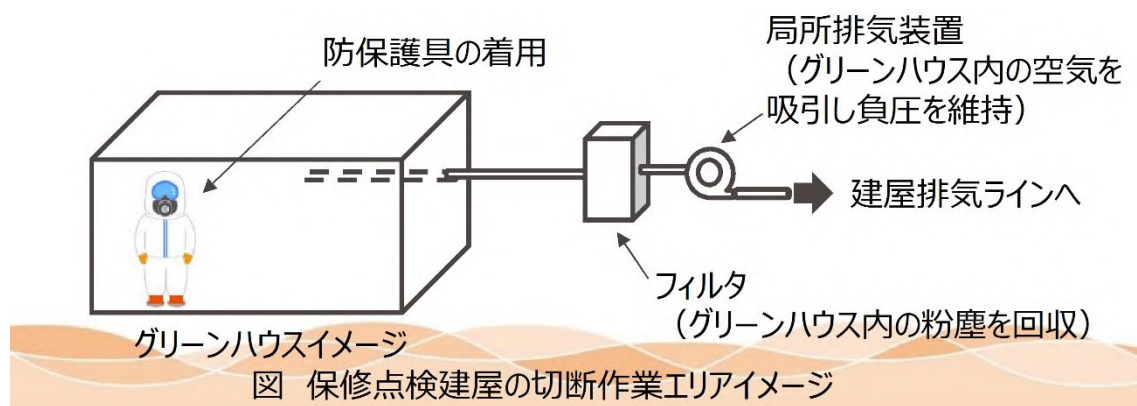 防保護具の着用
局所排気装置
（グリーンハウス内の空気を
吸引し負圧を維持）
建屋排気ラインへ
フィルタ
（グリーンハウス内の粉塵を回収）
グリーンハウスイメージ
図　保修点検建屋の切断作業エリアイメージ